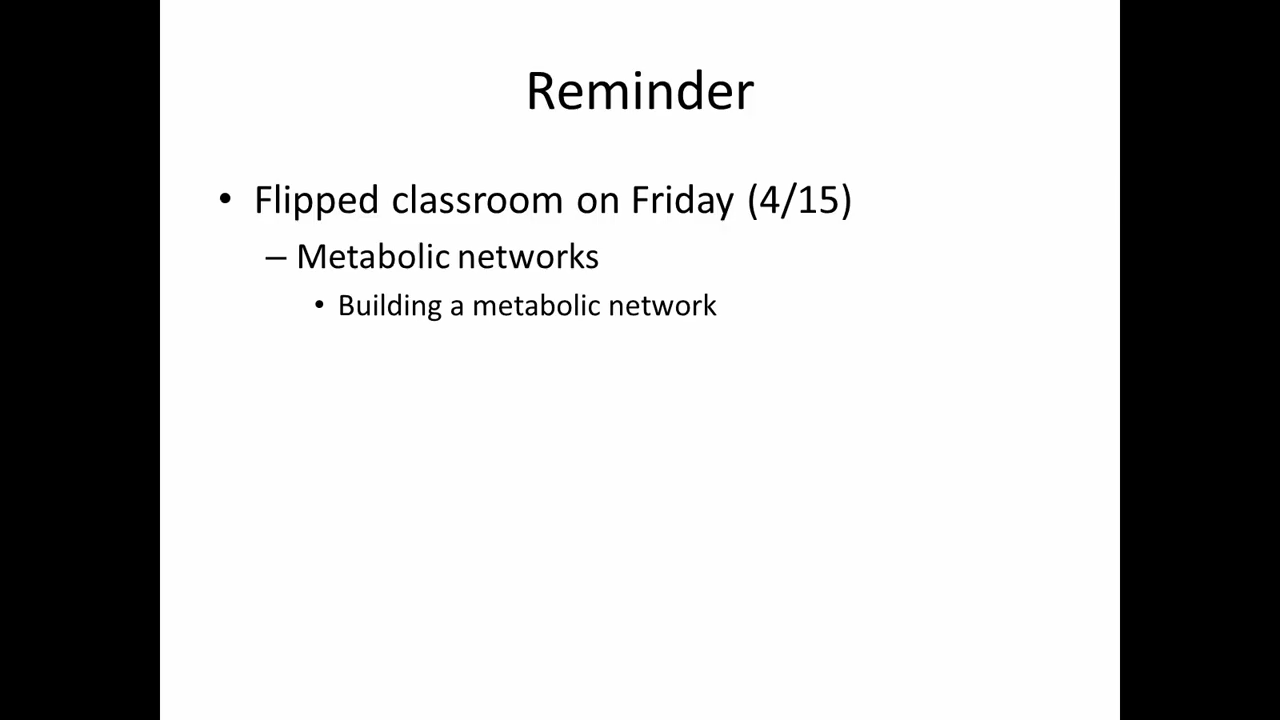 Reminder
• Flipped classroom on Friday (4/15)
– Metabolic networks
• Building a metabolic network